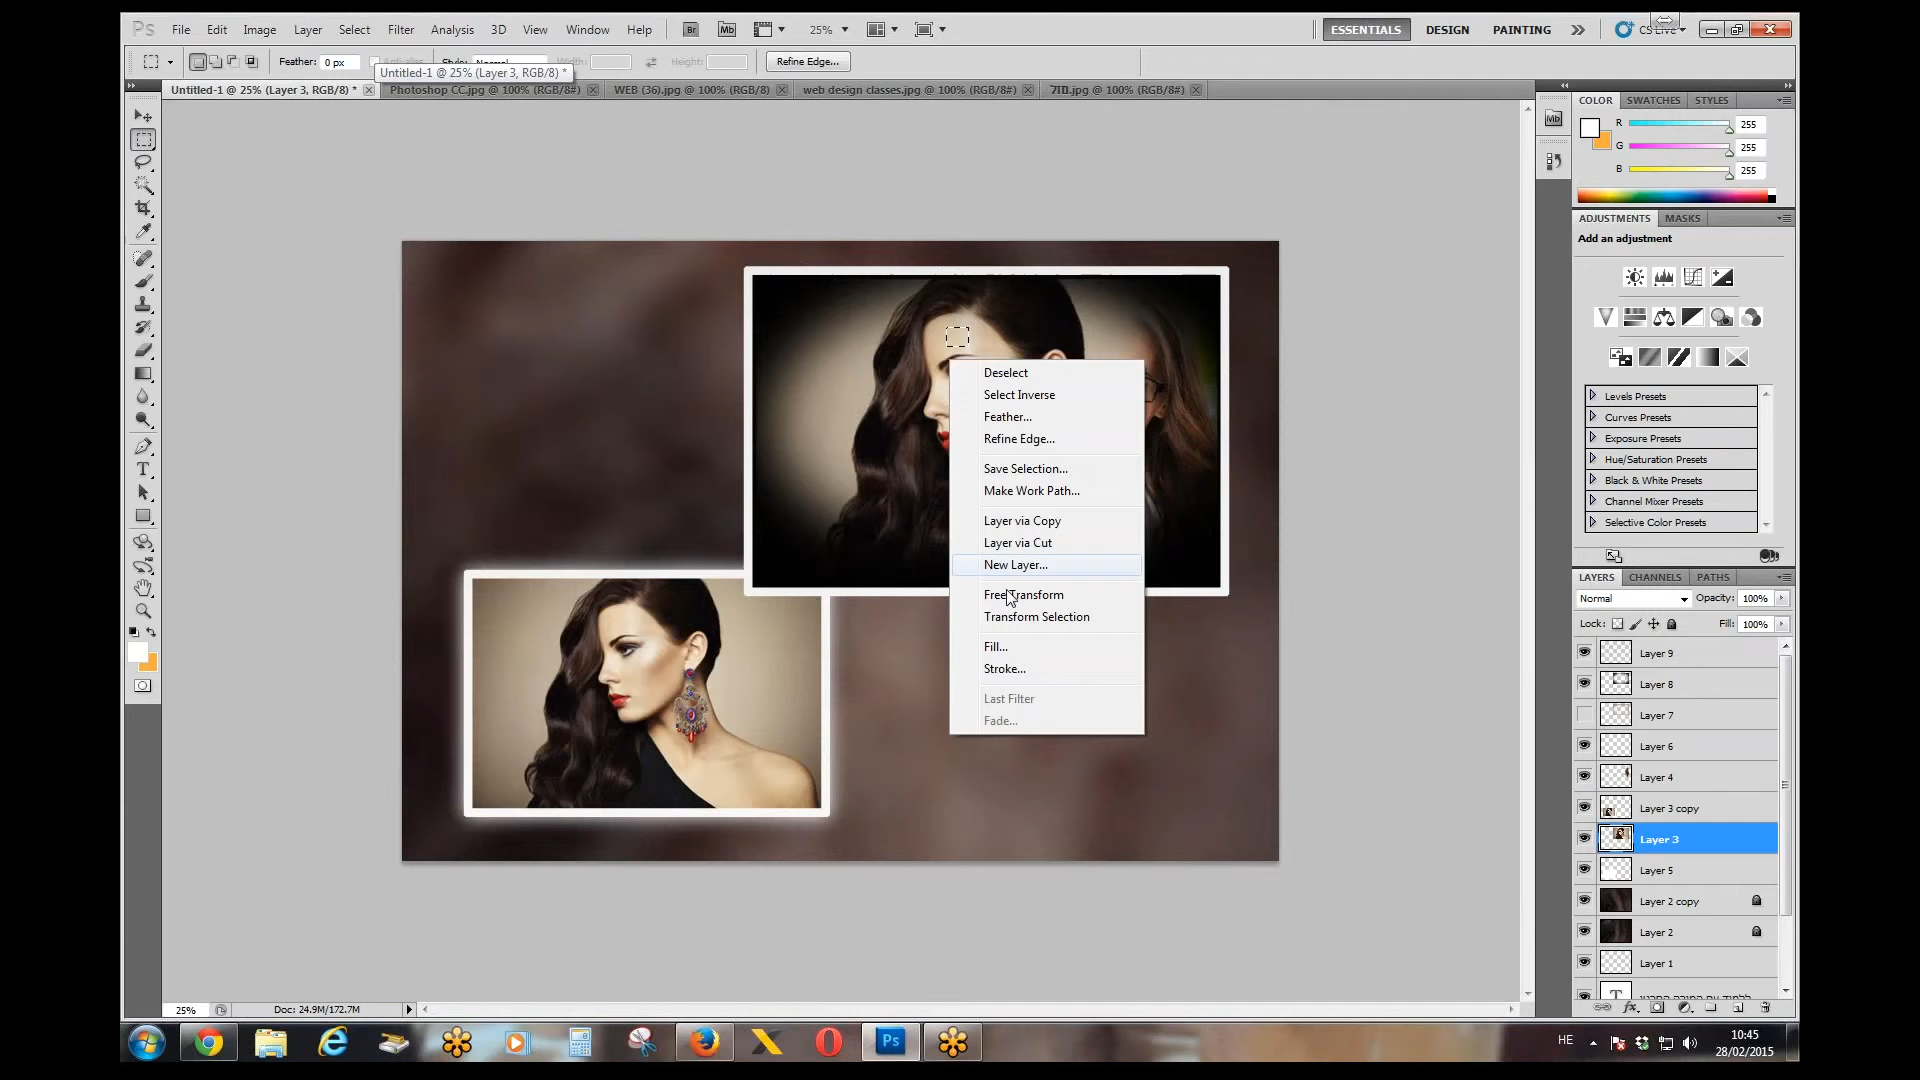 Ps File Edit Image Layer Select Filter Analysis 3D View Window Help Br Mb 25% ESSENTIALS DESIGN PAINTING CS Live
Feather: 0 px Anti-alias Style: Normal Width: Height: Refine Edge...
Untitled-1 @ 25% (Layer 3, RGB/8) *
Untitled-1 @ 25% (Layer 3, RGB/8) * Photoshop CC.jpg @ 100% (RGB/8#) WEB (36).jpg @ 100% (RGB/8) web design classes.jpg @ 100% (RGB/8#) .jpg @ 100% (RGB/8#)
COLOR SWATCHES STYLES
Mb
R 255
G 255
B 255
ADJUSTMENTS MASKS
Add an adjustment
Levels Presets
Curves Presets
Exposure Presets
Hue/Saturation Presets
Black & White Presets
Channel Mixer Presets
Selective Color Presets
Deselect
Select Inverse
Feather...
Refine Edge...
Save Selection...
Make Work Path...
Layer via Copy
Layer via Cut
New Layer...
Free Transform
Transform Selection
Fill...
Stroke...
Last Filter
Fade...
LAYERS CHANNELS PATHS
Normal Opacity: 100%
Lock: Fill: 100%
Layer 9
Layer 8
Layer 7
Layer 6
Layer 4
Layer 3 copy
Layer 3
Layer 5
Layer 2 copy
Layer 2
Layer 1
T
25% Doc: 24.9M/172.7M
Ps
HE 10:45
28/02/2015